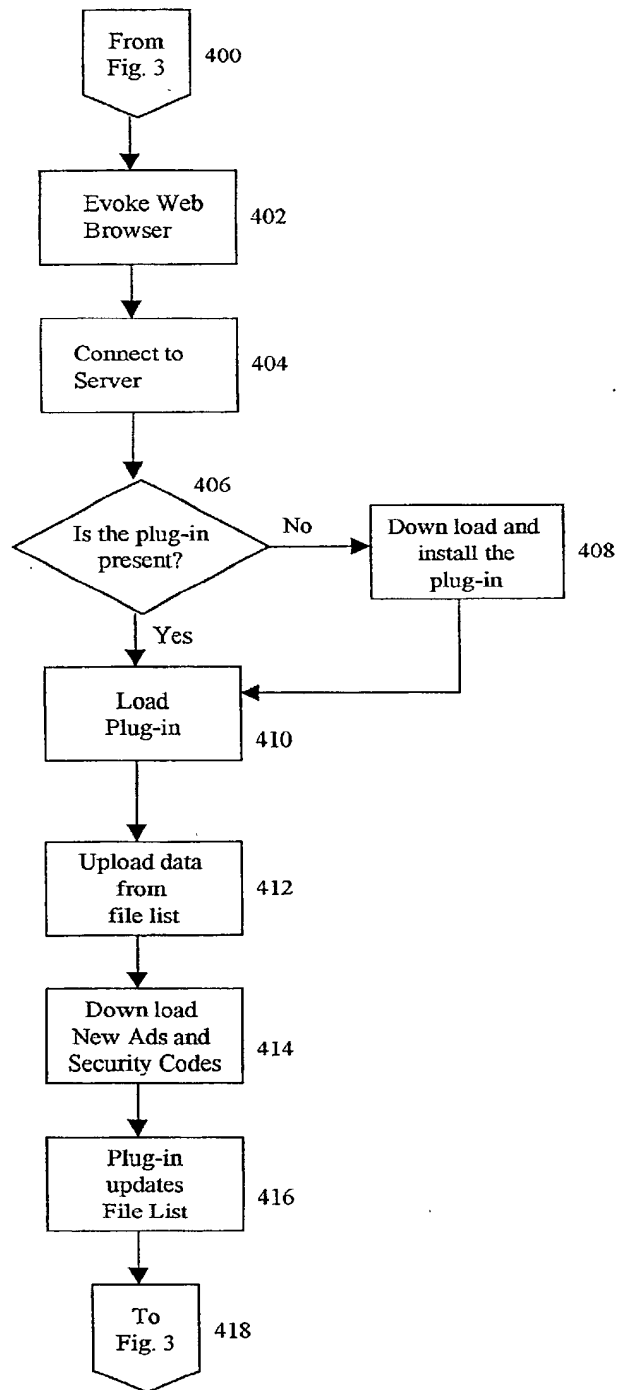 From
Fig. 3
400
Evoke Web
Browser
402
Connect to
Server
404
406
Is the plug-in
present?
No
Down load and
install the
plug-in
408
Yes
Load
Plug-in
410
Upload data
from
file list
412
Down load
New Ads and
Security Codes
414
Plug-in
updates
File List
416
To
Fig. 3
418